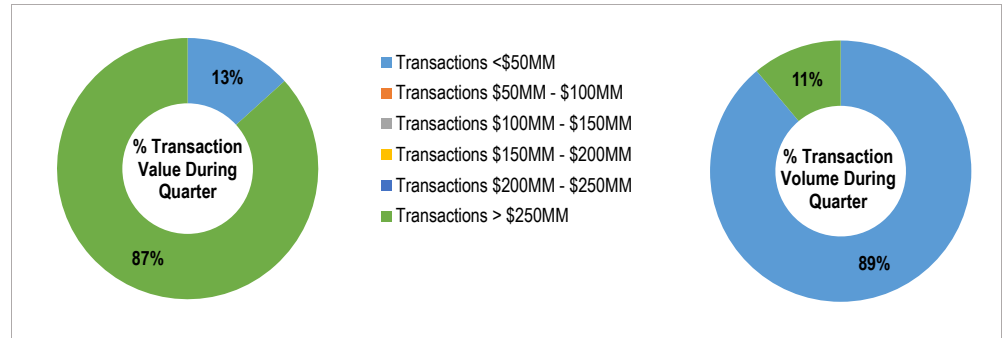 13%
% Transaction
Value During
Quarter
87%
Transactions <$50MM
Transactions $50MM - $100MM
Transactions $100MM - $150MM
Transactions $150MM - $200MM
Transactions $200MM - $250MM
Transactions > $250MM
11%
% Transaction
Volume During
Quarter
89%